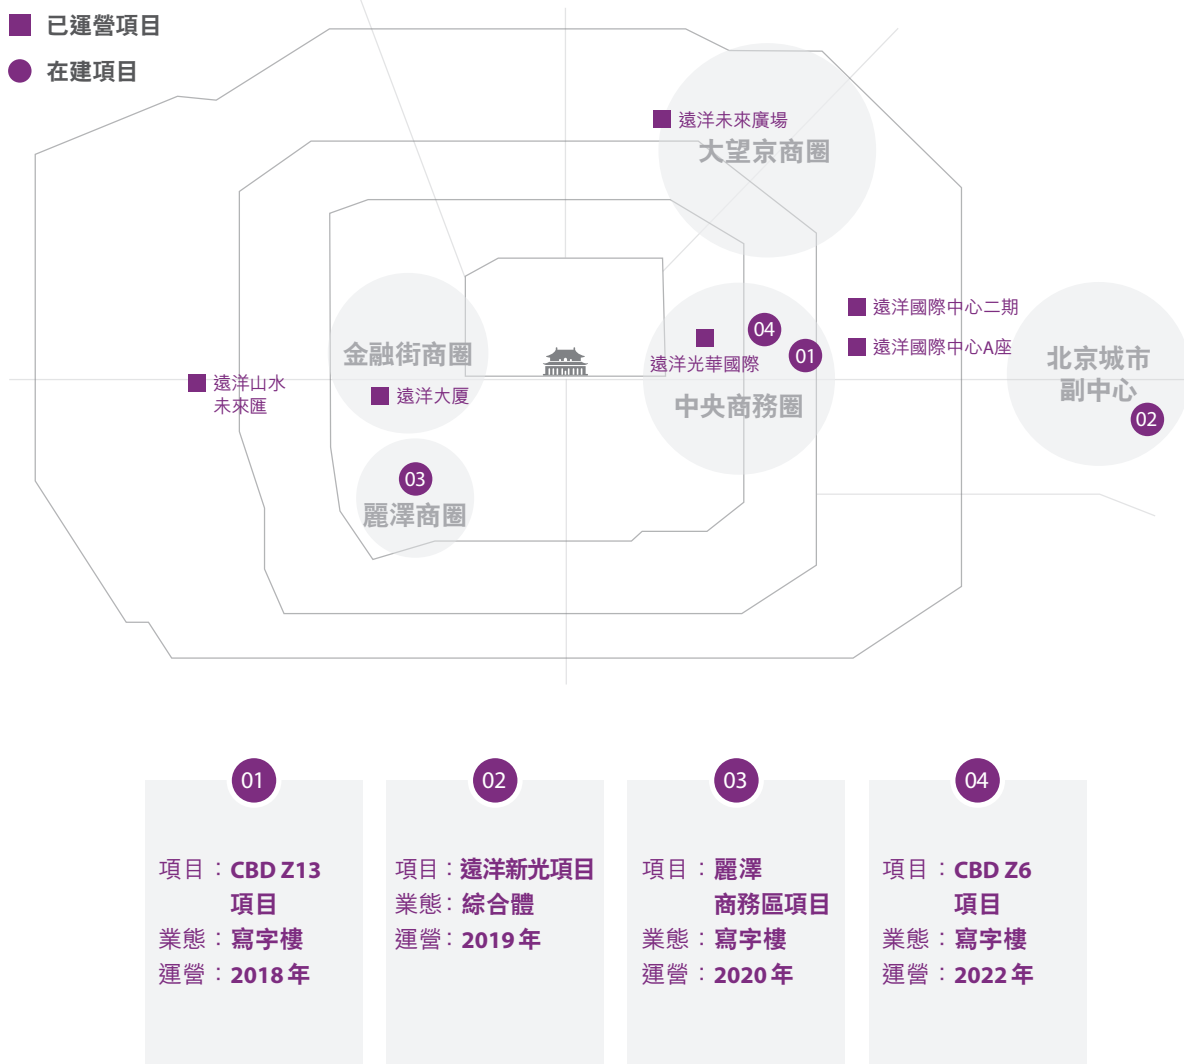 已運營項目
在建項目
遠洋未來廣場
大望京商圈
遠洋國際中心二期
04
遠洋國際中心A座
01
金融街商圈
遠洋光華國際
北京城市
副中心
遠洋山水
未來匯
遠洋大厦
中央商務圈
02
03
麗澤商圈
01
項目：CBD Z13
項目
業態：寫字樓
運營：2018年
02
項目：遠洋新光項目
業態：綜合體
運營：2019年
03
項目：麗澤
商務區項目
業態：寫字樓
運營：2020年
04
項目：CBD Z6
項目
業態：寫字樓
運營：2022年